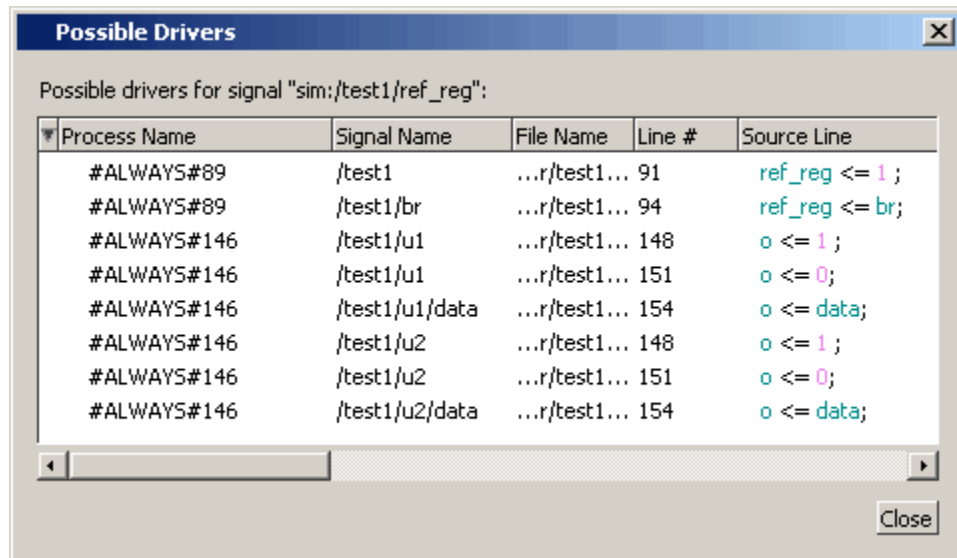 Possible Drivers
Possible drivers for signal "sim:/test1/ref_reg":
Process Name Signal Name File Name Line # Source Line
#ALWAYS#89 /test1 ...r/test1... 91 ref_reg <= 1 ;
#ALWAYS#89 /test1/br ...r/test1... 94 ref_reg <= br;
#ALWAYS#146 /test1/u1 ...r/test1... 148 o <= 1 ;
#ALWAYS#146 /test1/u1 ...r/test1... 151 o <= 0;
#ALWAYS#146 /test1/u1/data ...r/test1... 154 o <= data;
#ALWAYS#146 /test1/u2 ...r/test1... 148 o <= 1 ;
#ALWAYS#146 /test1/u2 ...r/test1... 151 o <= 0;
#ALWAYS#146 /test1/u2/data ...r/test1... 154 o <= data;
Close